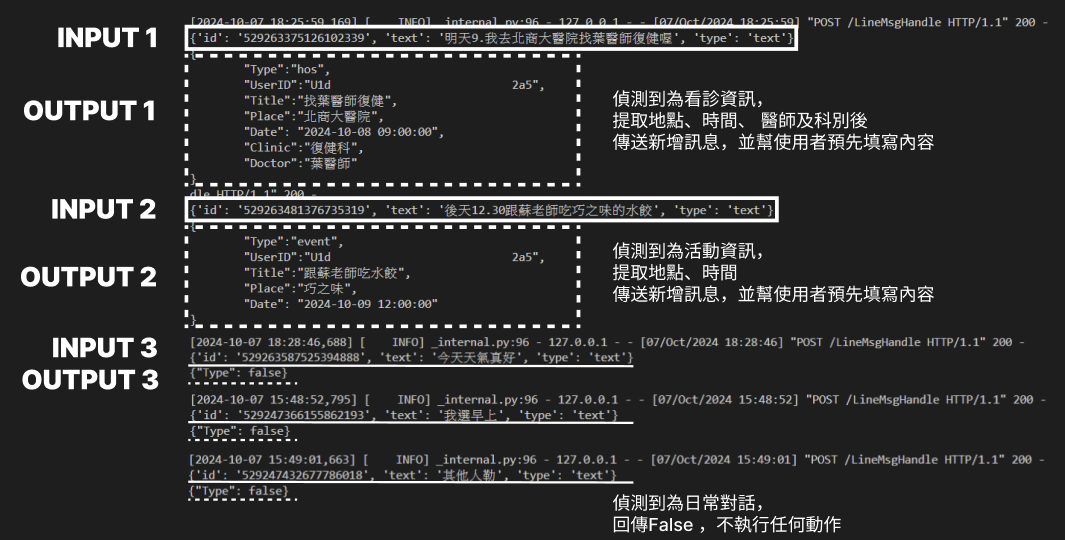 [2024-10-07 18:25:59,169] [    INFO] _internal.py:96 - 127.0.0.1 - - [07/Oct/2024 18:25:59] "POST /LineMsgHandle HTTP/1.1" 200 -
INPUT 1
{'id': '529263375126102339', 'text': '明天9.我去北商大醫院找葉醫師復健喔', 'type': 'text'}
OUTPUT 1
{
"Type":"hos",
"UserID":"U1d 2a5",
"Title":"找葉醫師復健",
"Place":"北商大醫院",
"Date": "2024-10-08 09:00:00",
"Clinic":"復健科",
"Doctor":"葉醫師"
}
偵測到為看診資訊，
提取地點、時間、 醫師及科別後
傳送新增訊息，並幫使用者預先填寫內容
dle HTTP/1.1" 200 -
INPUT 2
{'id': '529263481376735319', 'text': '後天12.30跟蘇老師吃巧之味的水餃', 'type': 'text'}
OUTPUT 2
{
"Type":"event",
"UserID":"U1d 2a5",
"Title":"跟蘇老師吃水餃",
"Place":"巧之味",
"Date": "2024-10-09 12:00:00"
}
偵測到為活動資訊，
提取地點、時間
傳送新增訊息，並幫使用者預先填寫內容
[2024-10-07 18:28:46,688] [    INFO] _internal.py:96 - 127.0.0.1 - - [07/Oct/2024 18:28:46] "POST /LineMsgHandle HTTP/1.1" 200 -
INPUT 3
{'id': '529263587525394888', 'text': '今天天氣真好', 'type': 'text'}
OUTPUT 3
{"Type": false}
[2024-10-07 15:48:52,795] [    INFO] _internal.py:96 - 127.0.0.1 - - [07/Oct/2024 15:48:52] "POST /LineMsgHandle HTTP/1.1" 200 -
{'id': '529247366155862193', 'text': '我選早上', 'type': 'text'}
{"Type": false}
[2024-10-07 15:49:01,663] [    INFO] _internal.py:96 - 127.0.0.1 - - [07/Oct/2024 15:49:01] "POST /LineMsgHandle HTTP/1.1" 200 -
{'id': '529247432677786018', 'text': '其他人勒', 'type': 'text'}
{"Type": false}
偵測到為日常對話，
回傳False ，不執行任何動作